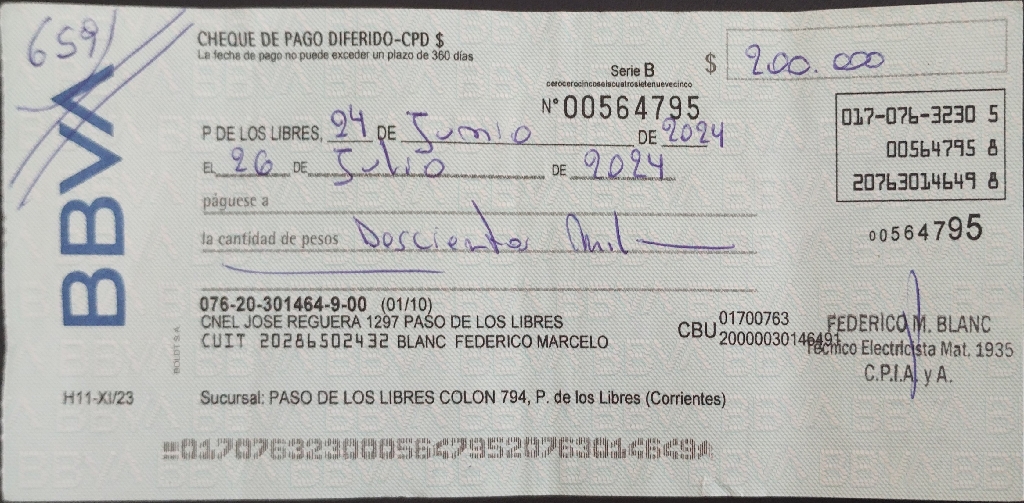 659
BBVA
CHEQUE DE PAGO DIFERIDO-CPD $
La fecha de pago no puede exceder un plazo de 360 días
Serie B
cerocerocincoseiscuatrosietenuevecinco
$ 200.000
N° 00564795
017-076-3230 5
00564795 8
20763014649 8
P DE LOS LIBRES, 24 DE Junio DE 2024
EL 26 DE Julio DE 2024
páguese a
la cantidad de pesos Doscientos Mil
00564795
076-20-301464-9-00 (01/10)
CNEL JOSE REGUERA 1297 PASO DE LOS LIBRES
CUIT 20286502432 BLANC FEDERICO MARCELO
CBU 01700763
20000030146491
FEDERICO M. BLANC
Técnico Electricista Mat. 1935
C.P.I.A. y A.
BOLDT S.A.
H11-XI/23
Sucursal: PASO DE LOS LIBRES COLON 794, P. de los Libres (Corrientes)